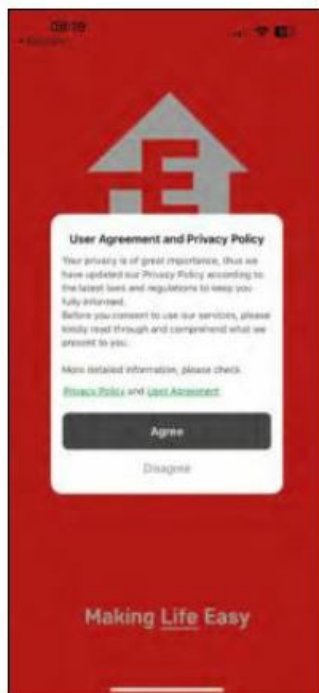 08:19
E
User Agreement and Privacy Policy
Your privacy is of great importance, thus we
have updated our Privacy Policy according to
the latest laws and regulations to keep you
fully informed.
Before you consent to use our services, please
kindly read through and comprehend what we
present to you.
More detailed information, please check
Privacy Policy and User Agreement
Agree
Disagree
Making Life Easy